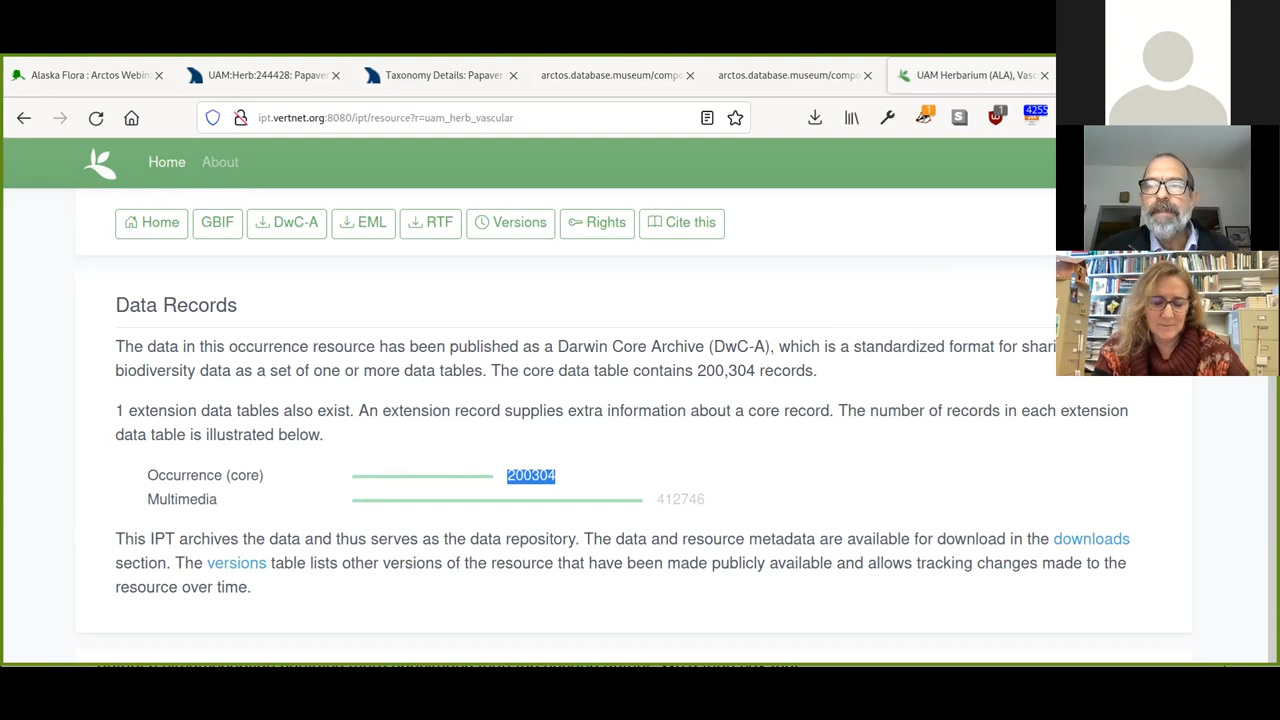 Alaska Flora : Arctos Webin
UAM:Herb:244428: Papaver
Taxonomy Details: Papaver
arctos.database.museum/compo
arctos.database.museum/compo
UAM Herbarium (ALA), Vasc
ipt.vertnet.org:8080/ipt/resource?r=uam_herb_vascular
1
S
1
4255
Home About
Home GBIF DwC-A EML RTF Versions Rights Cite this
Data Records
The data in this occurrence resource has been published as a Darwin Core Archive (DwC-A), which is a standardized format for shari
biodiversity data as a set of one or more data tables. The core data table contains 200,304 records.
1 extension data tables also exist. An extension record supplies extra information about a core record. The number of records in each extension
data table is illustrated below.
Occurrence (core) 200304
Multimedia 412746
This IPT archives the data and thus serves as the data repository. The data and resource metadata are available for download in the downloads
section. The versions table lists other versions of the resource that have been made publicly available and allows tracking changes made to the
resource over time.